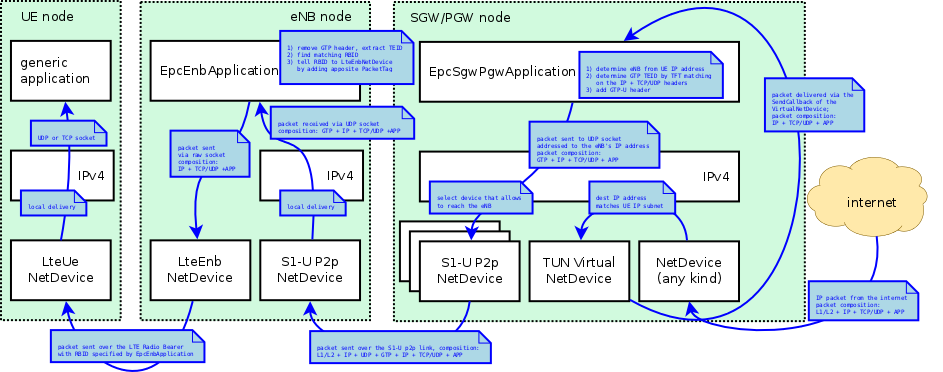 UE node
generic
application
UDP or TCP socket
IPv4
local delivery
LteUe
NetDevice
packet sent over the LTE Radio Bearer
with RBID specified by EpcEnbApplication
eNB node
EpcEnbApplication
1) remove GTP header, extract TEID
2) find matching RBID
3) tell RBID to LteEnbNetDevice
by adding apposite PacketTag
packet received via UDP socket
composition: GTP + IP + TCP/UDP +APP
packet sent
via raw socket
composition:
IP + TCP/UDP +APP
IPv4
local delivery
LteEnb
NetDevice
S1-U P2p
NetDevice
packet sent over the S1-U p2p link, composition:
L1/L2 + IP + UDP + GTP + IP + TCP/UDP + APP
SGW/PGW node
EpcSgwPgwApplication
1) determine eNB from UE IP address
2) determine GTP TEID by TFT matching
on the IP + TCP/UDP headers
3) add GTP-U header
packet sent to UDP socket
addressed to the eNB's IP address
packet composition:
GTP + IP + TCP/UDP + APP
IPv4
select device that allows
to reach the eNB
dest IP address
matches UE IP subnet
S1-U P2p
NetDevice
TUN Virtual
NetDevice
NetDevice
(any kind)
packet delivered via the
SendCallback of the
VirtualNetDevice;
packet composition:
IP + TCP/UDP + APP
internet
IP packet from the internet
packet composition:
L1/L2 + IP + TCP/UDP + APP